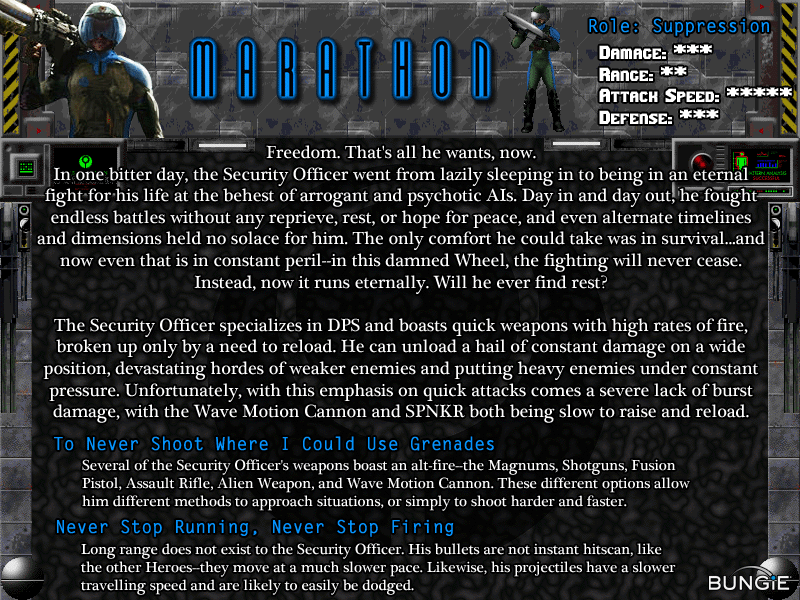 Role: Suppression
MARATHON
Damage: ***
Range: **
Attack Speed: *****
Defense: ***
Freedom. That's all he wants, now.
In one bitter day, the Security Officer went from lazily sleeping in to being in an eternal
fight for his life at the behest of arrogant and psychotic AIs. Day in and day out, he fought
endless battles without any reprieve, rest, or hope for peace, and even alternate timelines
and dimensions held no solace for him. The only comfort he could take was in survival...and
now even that is in constant peril--in this damned Wheel, the fighting will never cease.
Instead, now it runs eternally. Will he ever find rest?
The Security Officer specializes in DPS and boasts quick weapons with high rates of fire,
broken up only by a need to reload. He can unload a hail of constant damage on a wide
position, devastating hordes of weaker enemies and putting heavy enemies under constant
pressure. Unfortunately, with this emphasis on quick attacks comes a severe lack of burst
damage, with the Wave Motion Cannon and SPNKR both being slow to raise and reload.
To Never Shoot Where I Could Use Grenades
Several of the Security Officer's weapons boast an alt-fire--the Magnums, Shotguns, Fusion
Pistol, Assault Rifle, Alien Weapon, and Wave Motion Cannon. These different options allow
him different methods to approach situations, or simply to shoot harder and faster.
Never Stop Running, Never Stop Firing
Long range does not exist to the Security Officer. His bullets are not instant hitscan, like
the other Heroes--they move at a much slower pace. Likewise, his projectiles have a slower
travelling speed and are likely to easily be dodged.
BUNGiE